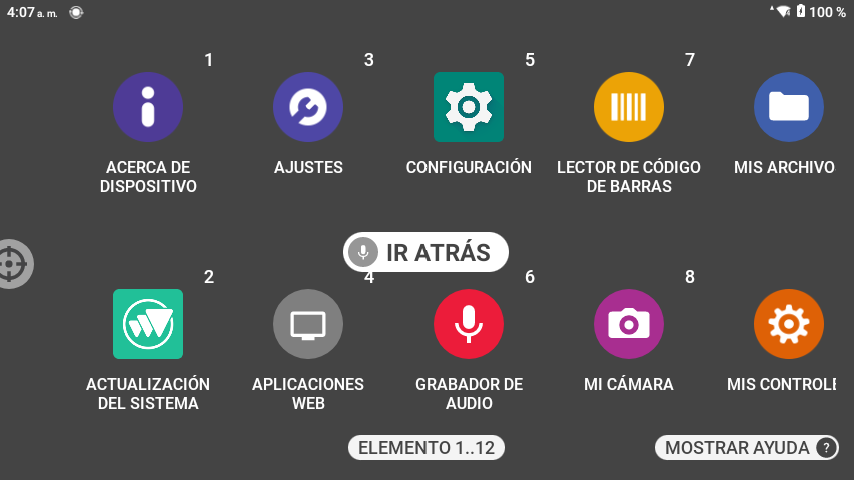 4:07 a. m.
100 %
1
3
5
7
ACERCA DE
DISPOSITIVO
AJUSTES
CONFIGURACIÓN
LECTOR DE CÓDIGO
DE BARRAS
MIS ARCHIVO
IR ATRÁS
2
4
6
8
ACTUALIZACIÓN
DEL SISTEMA
APLICACIONES
WEB
GRABADOR DE
AUDIO
MI CÁMARA
MIS CONTROLE
ELEMENTO 1..12
MOSTRAR AYUDA ?